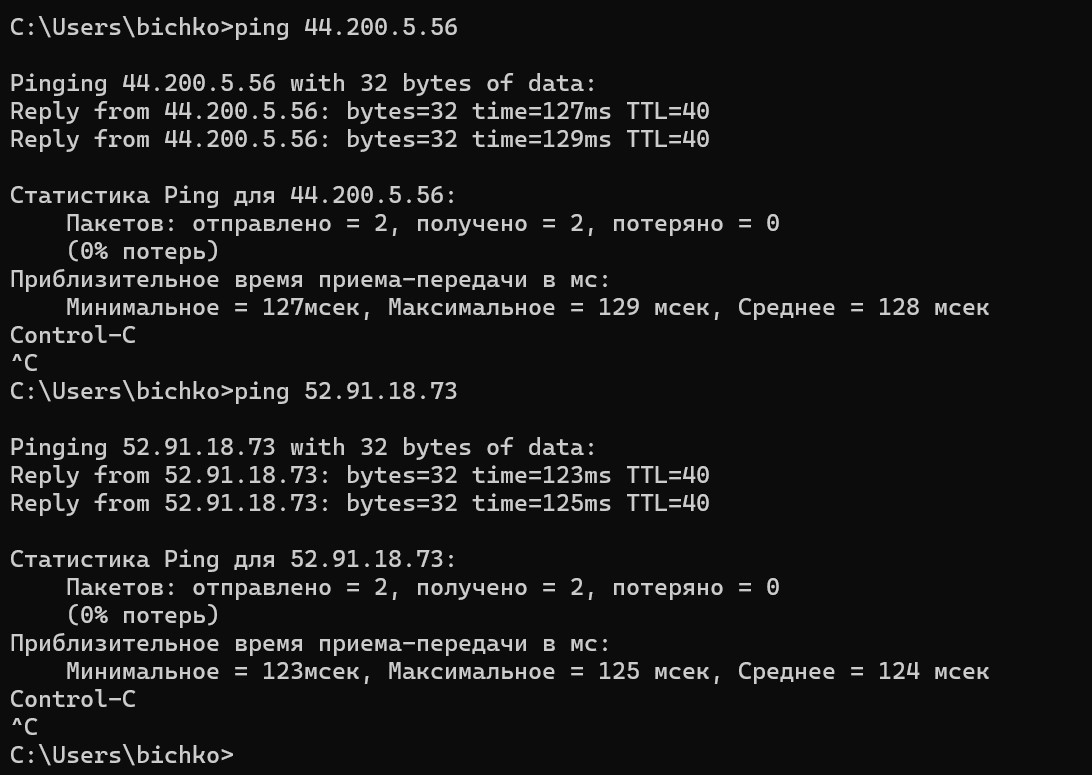 C:\Users\bichko>ping 44.200.5.56
Pinging 44.200.5.56 with 32 bytes of data:
Reply from 44.200.5.56: bytes=32 time=127ms TTL=40
Reply from 44.200.5.56: bytes=32 time=129ms TTL=40
Статистика Ping для 44.200.5.56:
    Пакетов: отправлено = 2, получено = 2, потеряно = 0
    (0% потерь)
Приблизительное время приема-передачи в мс:
    Минимальное = 127мсек, Максимальное = 129 мсек, Среднее = 128 мсек
Control-C
^C
C:\Users\bichko>ping 52.91.18.73
Pinging 52.91.18.73 with 32 bytes of data:
Reply from 52.91.18.73: bytes=32 time=123ms TTL=40
Reply from 52.91.18.73: bytes=32 time=125ms TTL=40
Статистика Ping для 52.91.18.73:
    Пакетов: отправлено = 2, получено = 2, потеряно = 0
    (0% потерь)
Приблизительное время приема-передачи в мс:
    Минимальное = 123мсек, Максимальное = 125 мсек, Среднее = 124 мсек
Control-C
^C
C:\Users\bichko>